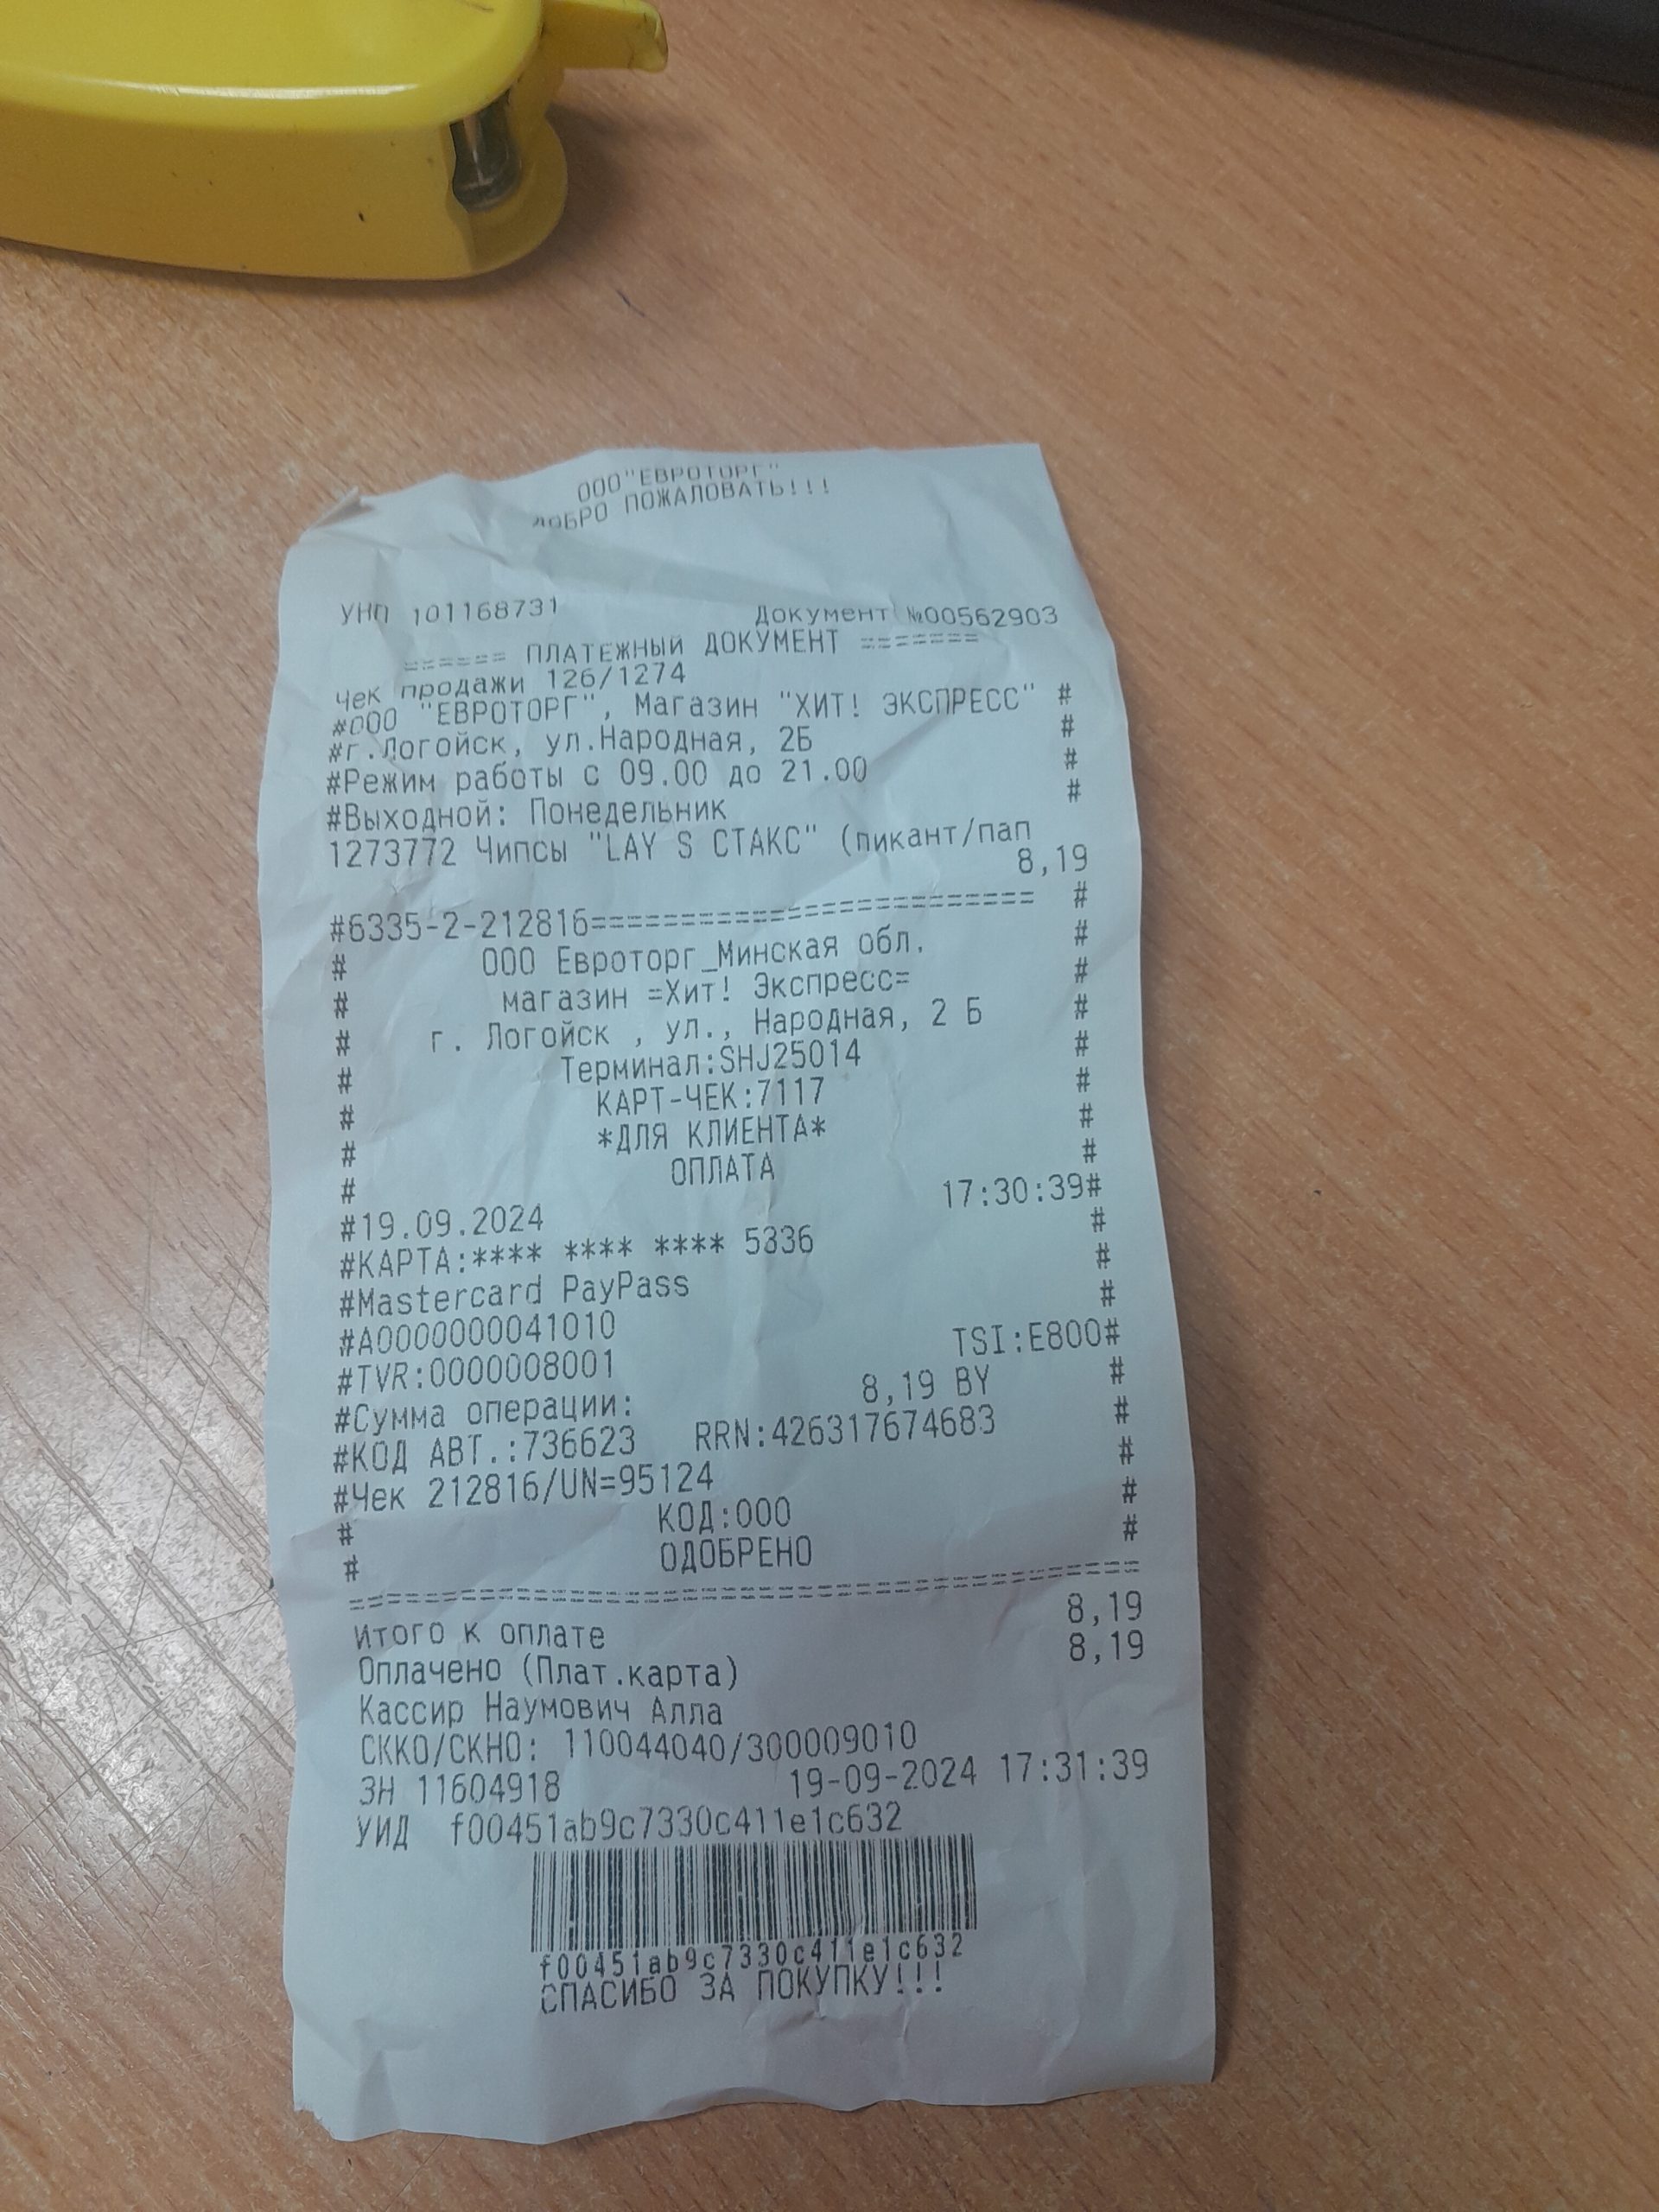 ООО"ЕВРОТОРГ"
ДОБРО ПОЖАЛОВАТЬ!!!
УНП 101168731 Документ №00562903
====== ПЛАТЕЖНЫЙ ДОКУМЕНТ =======
Чек продажи 126/1274
#ООО "ЕВРОТОРГ", Магазин "ХИТ! ЭКСПРЕСС" #
#г.Логойск, ул.Народная, 2Б #
#Режим работы с 09.00 до 21.00 #
#Выходной: Понедельник #
1273772 Чипсы "LAY S СТАКС" (пикант/пап
8,19
#6335-2-212816========================= #
# ООО Евроторг_Минская обл. #
# магазин =Хит! Экспресс= #
# г. Логойск , ул., Народная, 2 Б #
# Терминал:SHJ25014 #
# КАРТ-ЧЕК:7117 #
# *ДЛЯ КЛИЕНТА* #
# ОПЛАТА #
#19.09.2024 17:30:39#
#КАРТА:**** **** **** 5336 #
#Mastercard PayPass #
#A0000000041010 #
#TVR:0000008001 TSI:E800#
#Сумма операции: 8,19 BY #
#КОД АВТ.:736623 RRN:426317674683 #
#Чек 212816/UN=95124 #
# КОД:000 #
# ОДОБРЕНО #
Итого к оплате 8,19
Оплачено (Плат.карта) 8,19
Кассир Наумович Алла
СККО/СКНО: 110044040/300009010
ЗН 11604918 19-09-2024 17:31:39
УИД f00451ab9c7330c411e1c632
f00451ab9c7330c411e1c632
СПАСИБО ЗА ПОКУПКУ!!!